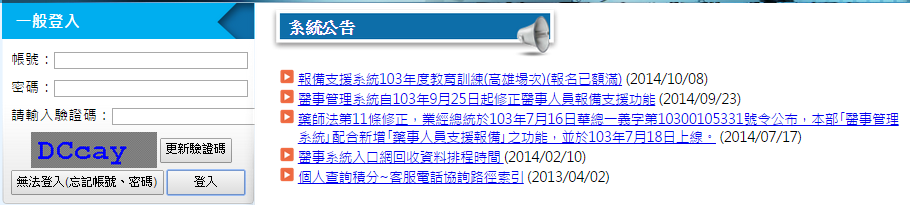 一般登入
帳號：
密碼：
請輸入驗證碼：
DCcay
更新驗證碼
無法登入(忘記帳號、密碼)
登入
系統公告
報備支援系統103年度教育訓練(高雄場次)(報名已額滿) (2014/10/08)
醫事管理系統自103年9月25日起修正醫事人員報備支援功能 (2014/09/23)
藥師法第11條修正，業經總統於103年7月16日華總一義字第10300105331號令公布，本部「醫事管理
系統」配合新增「藥事人員支援報備」之功能，並於103年7月18日上線。 (2014/07/17)
醫事系統入口網回收資料排程時間 (2014/02/10)
個人查詢積分~客服電話協詢路徑索引 (2013/04/02)